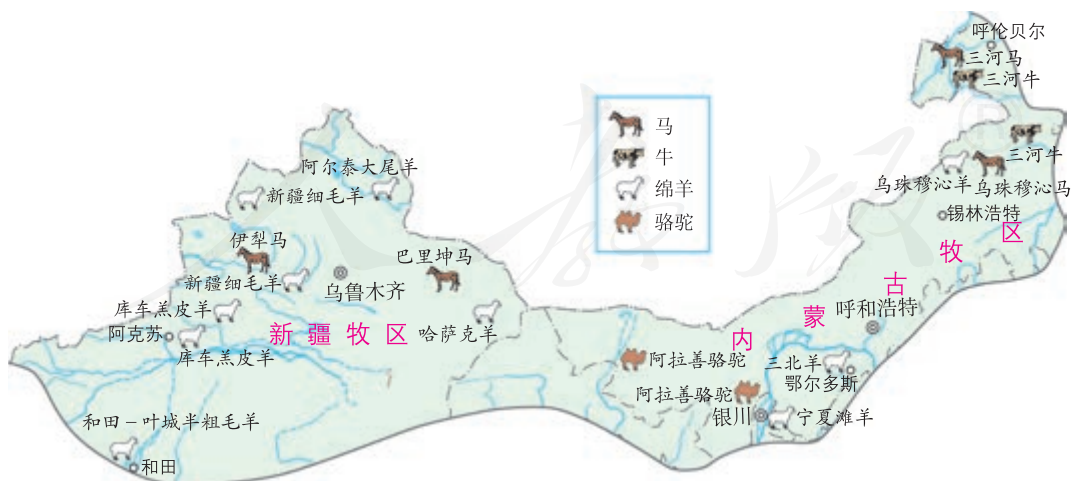 呼伦贝尔
三河马
三河牛
马
牛
绵羊
骆驼
三河牛
乌珠穆沁羊
乌珠穆沁马
锡林浩特
阿尔泰大尾羊
新疆细毛羊
伊犁马
巴里坤马
新疆细毛羊
乌鲁木齐
库车羔皮羊
阿克苏
库车羔皮羊
新疆牧区
哈萨克羊
内蒙古牧区
呼和浩特
阿拉善骆驼
三北羊
鄂尔多斯
阿拉善骆驼
银川
宁夏滩羊
和田－叶城半粗毛羊
和田
人教版
®